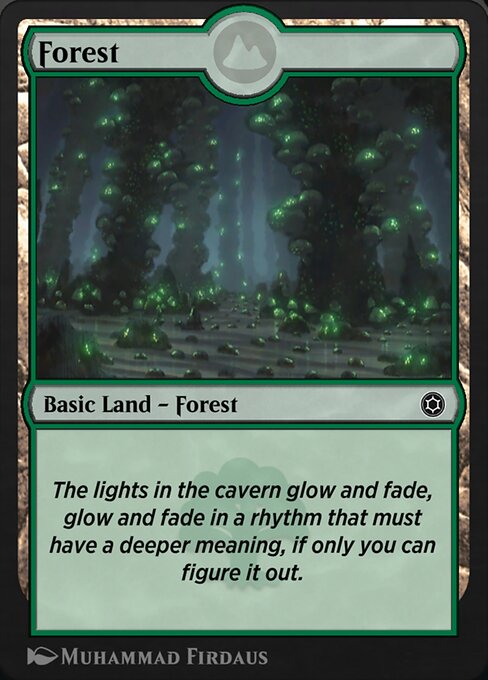 Forest
Basic Land – Forest
The lights in the cavern glow and fade,
glow and fade in a rhythm that must
have a deeper meaning, if only you can
figure it out.
Muhammad Firdaus